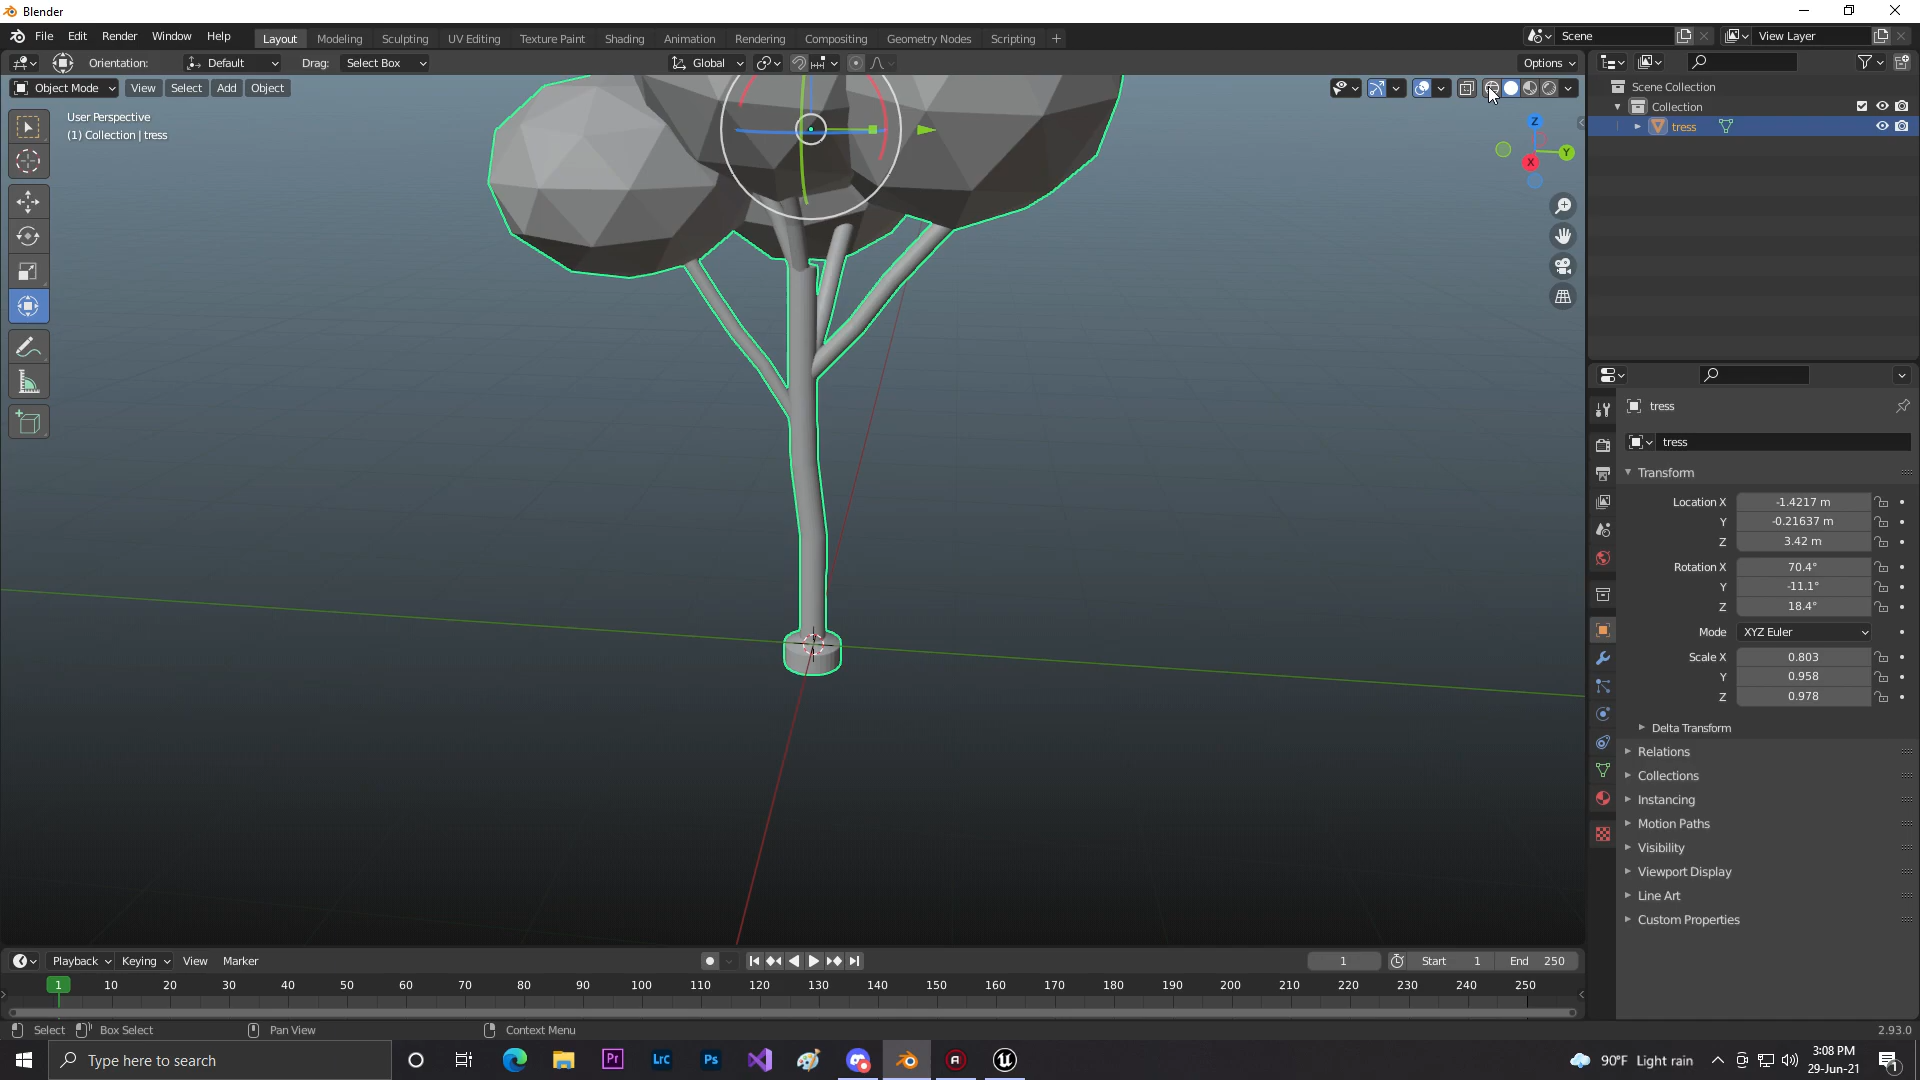 Blender
File Edit Render Window Help Layout Modeling Sculpting UV Editing Texture Paint Shading Animation Rendering Compositing Geometry Nodes Scripting + Scene View Layer
Orientation: Default Drag: Select Box Global Options
Object Mode View Select Add Object
User Perspective
(1) Collection | tress
Z
Y
X
Scene Collection
Collection
tress
tress
tress
Transform
Location X -1.4217 m
Y -0.21637 m
Z 3.42 m
Rotation X 70.4°
Y -11.1°
Z 18.4°
Mode XYZ Euler
Scale X 0.803
Y 0.958
Z 0.978
Delta Transform
Relations
Collections
Instancing
Motion Paths
Visibility
Viewport Display
Line Art
Custom Properties
Playback Keying View Marker 1 Start 1 End 250
1 10 20 30 40 50 60 70 80 90 100 110 120 130 140 150 160 170 180 190 200 210 220 230 240 250
Select Box Select Pan View Context Menu 2.93.0
Type here to search Pr Lrc Ps 90°F Light rain 3:08 PM
29-Jun-21 1